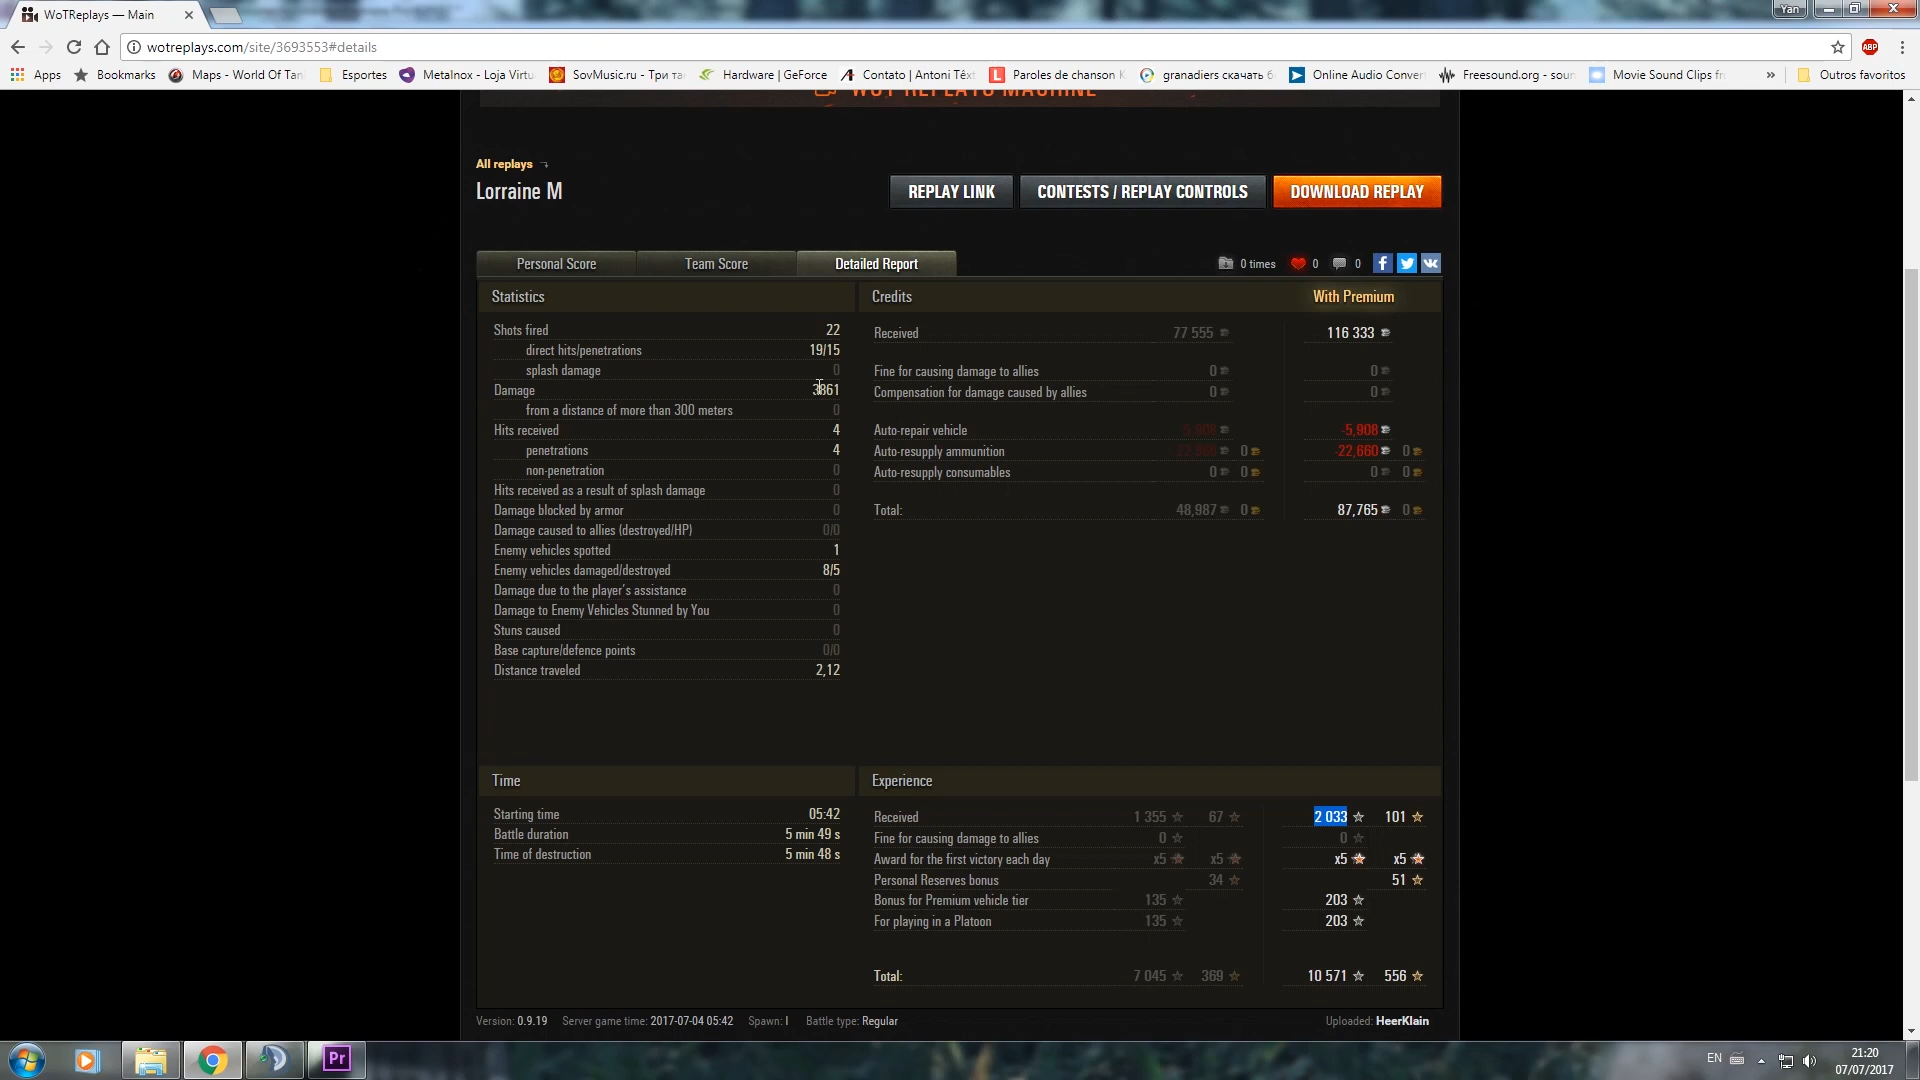 WoTReplays — Main
Yan
wotreplays.com/site/3693553#details
ABP
Apps Bookmarks Maps - World Of Tan Esportes Metalnox - Loja Virtu SovMusic.ru - Три та Hardware | GeForce Contato | Antoni Têxt Paroles de chanson K granadiers скачать бе Online Audio Conver Freesound.org - soun Movie Sound Clips fr » Outros favoritos
WOT REPLAYS MACHINE
All replays
Lorraine M
REPLAY LINK
CONTESTS / REPLAY CONTROLS
DOWNLOAD REPLAY
Personal Score
Team Score
Detailed Report
0 times 0 0
Statistics
Shots fired 22
direct hits/penetrations 19/15
splash damage 0
Damage 3861
from a distance of more than 300 meters 0
Hits received 4
penetrations 4
non-penetration 0
Hits received as a result of splash damage 0
Damage blocked by armor 0
Damage caused to allies (destroyed/HP) 0/0
Enemy vehicles spotted 1
Enemy vehicles damaged/destroyed 8/5
Damage due to the player's assistance 0
Damage to Enemy Vehicles Stunned by You 0
Stuns caused 0
Base capture/defence points 0/0
Distance traveled 2,12
Credits With Premium
Received 77 555 116 333
Fine for causing damage to allies 0 0
Compensation for damage caused by allies 0 0
Auto-repair vehicle -5,908 -5,908
Auto-resupply ammunition -22,660 0 -22,660 0
Auto-resupply consumables 0 0 0 0
Total: 48,987 0 87,765 0
Time
Starting time 05:42
Battle duration 5 min 49 s
Time of destruction 5 min 48 s
Experience
Received 1 355 67 2 033 101
Fine for causing damage to allies 0 0
Award for the first victory each day x5 x5 x5 x5
Personal Reserves bonus 34 51
Bonus for Premium vehicle tier 135 203
For playing in a Platoon 135 203
Total: 7 045 369 10 571 556
Version: 0.9.19 Server game time: 2017-07-04 05:42 Spawn: I Battle type: Regular Uploaded: HeerKlain
Pr
EN
21:20
07/07/2017